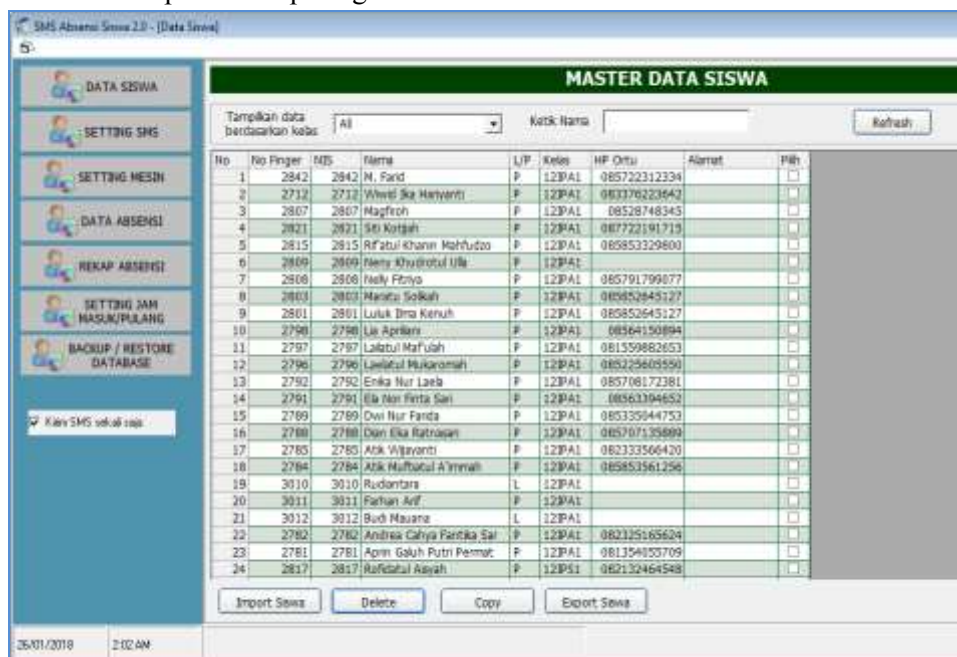 SMS Absensi Siswa 2.0 - [Data Siswa]
DATA SISWA
SETTING SMS
SETTING MESIN
DATA ABSENSI
REKAP ABSENSI
SETTING JAM
MASUK/PULANG
BACKUP / RESTORE
DATABASE
Kirim SMS sekali saja
MASTER DATA SISWA
Tampilkan data
berdasarkan kelas
All
Ketik Nama
Refresh
No No Finger NIS Nama L/P Kelas HP Ortu Alamat Pilih
1 2842 2842 M. Farid P 12IPA1 085722312334
2 2712 2712 Wiwid Ika Hariyanti P 12IPA1 083376223642
3 2807 2807 Magfiroh P 12IPA1 08528748345
4 2821 2821 Siti Kotijah P 12IPA1 087722191715
5 2815 2815 Rif'atul Khanin Mahfudzo P 12IPA1 085853329800
6 2809 2809 Neny Khudrotul Ulla P 12IPA1
7 2808 2808 Nelly Fitriya P 12IPA1 085791799077
8 2803 2803 Maratu Solikah P 12IPA1 085852645127
9 2801 2801 Luluk Ilma Kenuh P 12IPA1 085852645127
10 2798 2798 Lia Apriliani P 12IPA1 08564150894
11 2797 2797 Lailatul Maf'ulah P 12IPA1 081559882653
12 2796 2796 Laelatul Mukaromah P 12IPA1 085225605550
13 2792 2792 Enika Nur Laela P 12IPA1 085708172381
14 2791 2791 Ela Nor Finta Sari P 12IPA1 08563394652
15 2789 2789 Dwi Nur Farida P 12IPA1 085335044753
16 2788 2788 Dian Eka Ratnasari P 12IPA1 085707135889
17 2785 2785 Atik Wijayanti P 12IPA1 082333566420
18 2784 2784 Atik Muftiatul A'immah P 12IPA1 085853561256
19 3010 3010 Rudiantara L 12IPA1
20 3011 3011 Farhan Arif P 12IPA1
21 3012 3012 Budi Mauana L 12IPA1
22 2782 2782 Andrea Cahya Fantika Sar P 12IPA1 082325165624
23 2781 2781 Aprin Galuh Putri Permat P 12IPA1 081354055709
24 2817 2817 Rofidatul Aisyah P 12IPS1 082132464548
Import Siswa Delete Copy Export Siswa
26/01/2018 2:02 AM